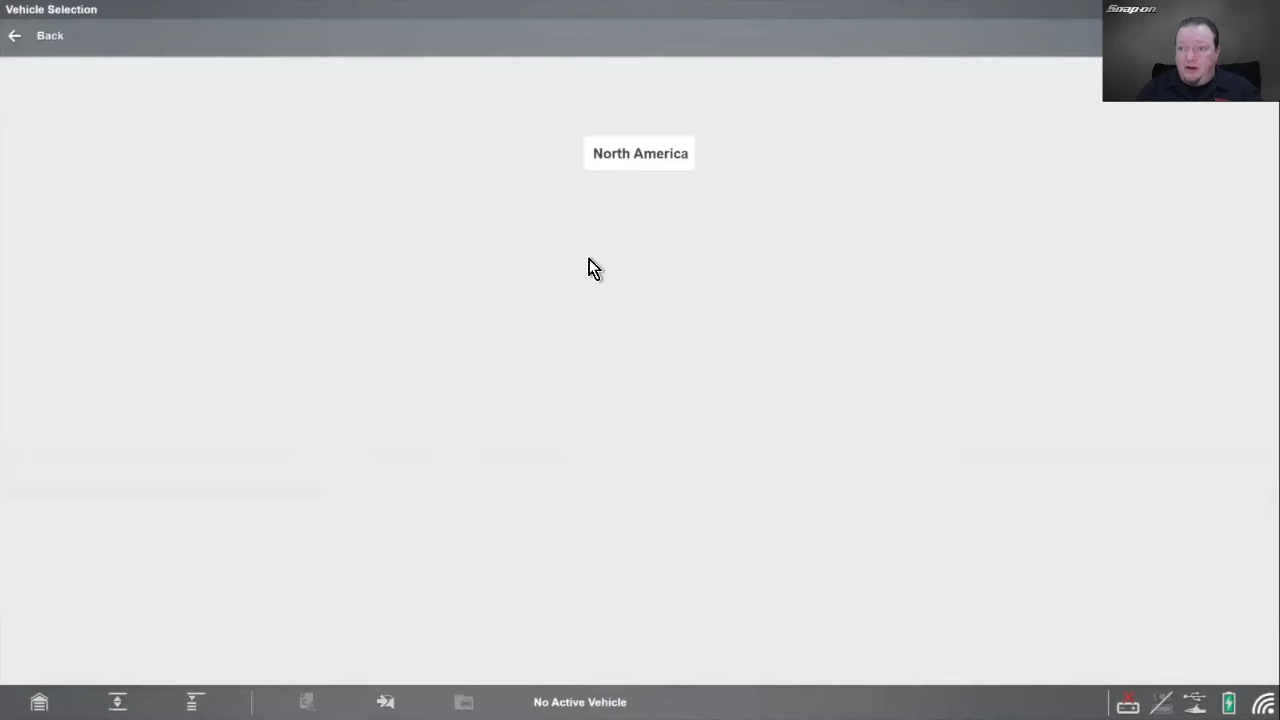 Vehicle Selection
Snap-on
Back
North America
No Active Vehicle